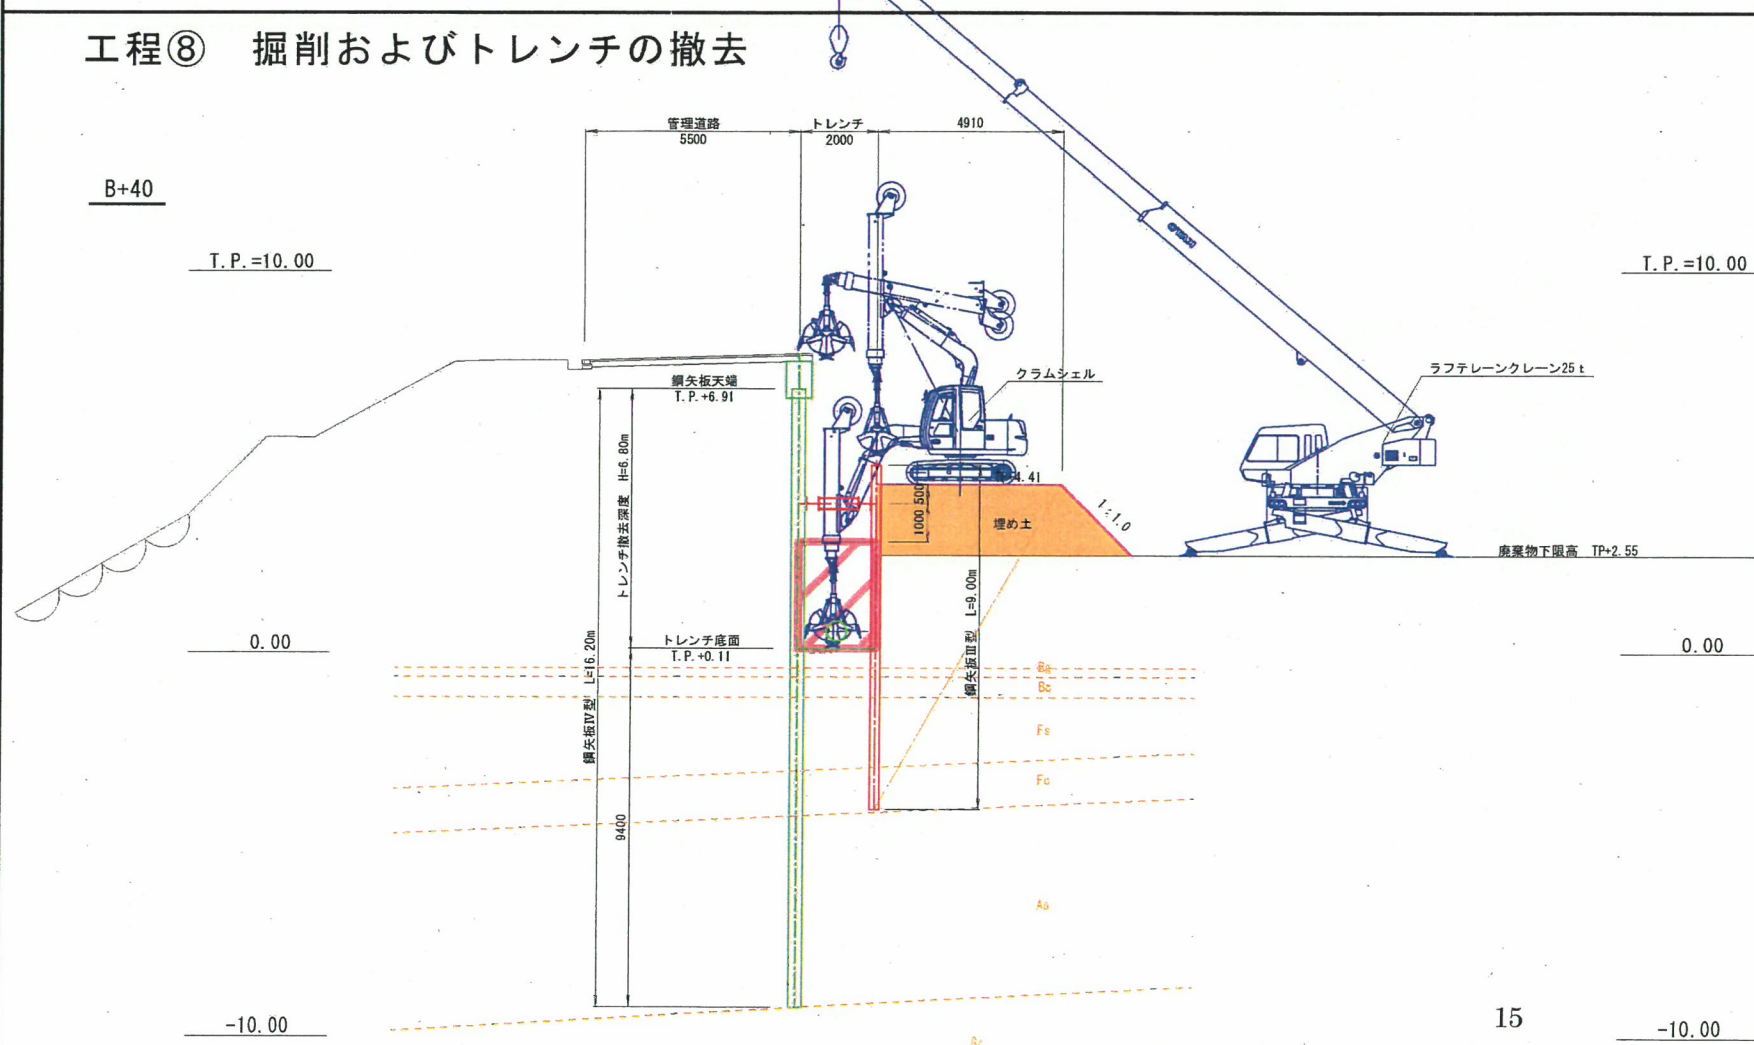 工程⑧ 掘削およびトレンチの撤去
管理道路
5500
トレンチ
2000
4910
B+40
T.P.=10.00
T.P.=10.00
鋼矢板天端
T.P.+6.91
クラムシェル
ラフテレーンクレーン25t
トレンチ撤去深度 H=6.80m
鋼矢板Ⅳ型 L=16.20m
4.41
500
1000
埋め土
1:1.0
廃棄物下限高 TP+2.55
鋼矢板Ⅲ型 L=9.00m
0.00
トレンチ底面
T.P.+0.11
0.00
Fs
Fc
9400
-10.00
15
-10.00